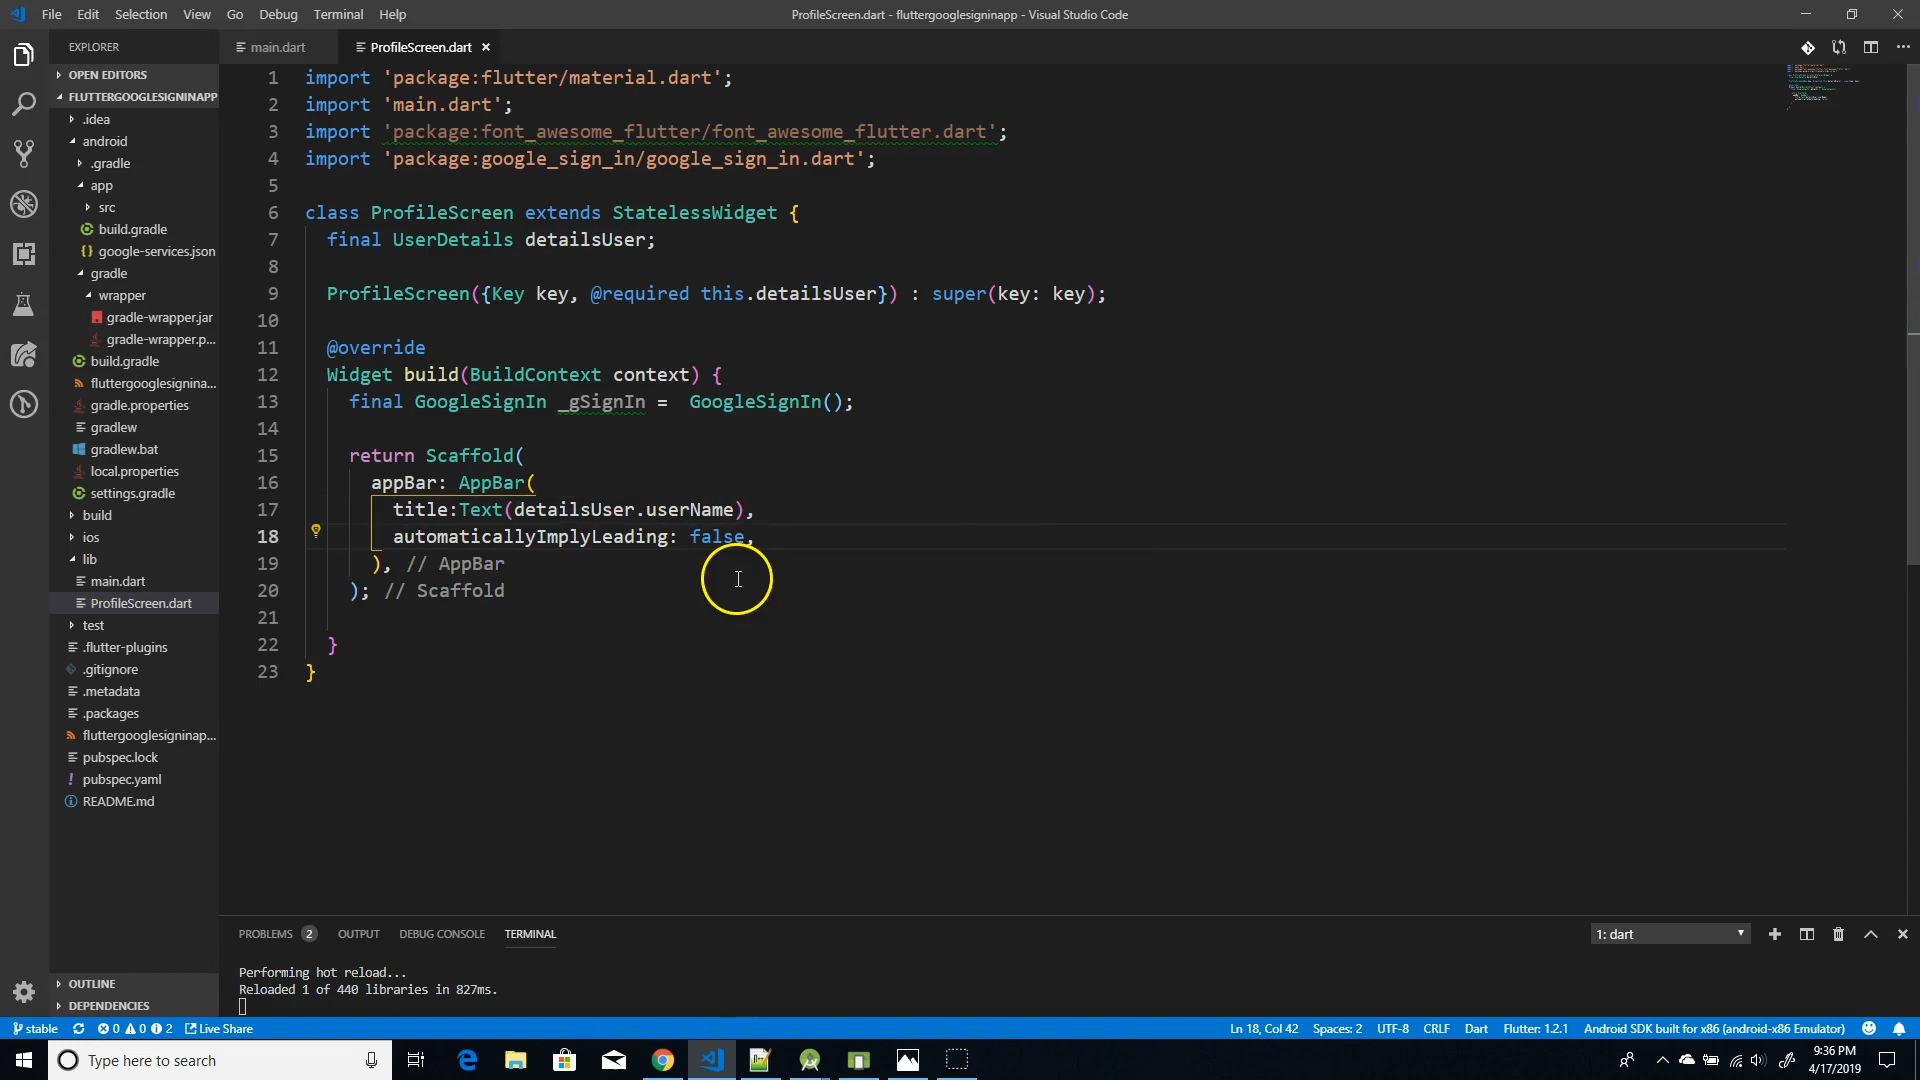 File Edit Selection View Go Debug Terminal Help
ProfileScreen.dart - fluttergooglesigninapp - Visual Studio Code
EXPLORER
OPEN EDITORS
FLUTTERGOOGLESIGNINAPP
.idea
android
.gradle
app
src
build.gradle
google-services.json
gradle
wrapper
gradle-wrapper.jar
gradle-wrapper.p...
build.gradle
fluttergooglesignina...
gradle.properties
gradlew
gradlew.bat
local.properties
settings.gradle
build
ios
lib
main.dart
ProfileScreen.dart
test
.flutter-plugins
.gitignore
.metadata
.packages
fluttergooglesigninap...
pubspec.lock
pubspec.yaml
README.md
OUTLINE
DEPENDENCIES
main.dart ProfileScreen.dart
1 import 'package:flutter/material.dart';
2 import 'main.dart';
3 import 'package:font_awesome_flutter/font_awesome_flutter.dart';
4 import 'package:google_sign_in/google_sign_in.dart';
5
6 class ProfileScreen extends StatelessWidget {
7 final UserDetails detailsUser;
8
9 ProfileScreen({Key key, @required this.detailsUser}) : super(key: key);
10
11 @override
12 Widget build(BuildContext context) {
13 final GoogleSignIn _gSignIn = GoogleSignIn();
14
15 return Scaffold(
16 appBar: AppBar(
17 title:Text(detailsUser.userName),
18 automaticallyImplyLeading: false,
19 ), // AppBar
20 ); // Scaffold
21
22 }
23 }
PROBLEMS 2 OUTPUT DEBUG CONSOLE TERMINAL
1: dart
Performing hot reload...
Reloaded 1 of 440 libraries in 827ms.
stable 0 0 2 Live Share
Ln 18, Col 42 Spaces: 2 UTF-8 CRLF Dart Flutter: 1.2.1 Android SDK built for x86 (android-x86 Emulator)
Type here to search
9:36 PM
4/17/2019